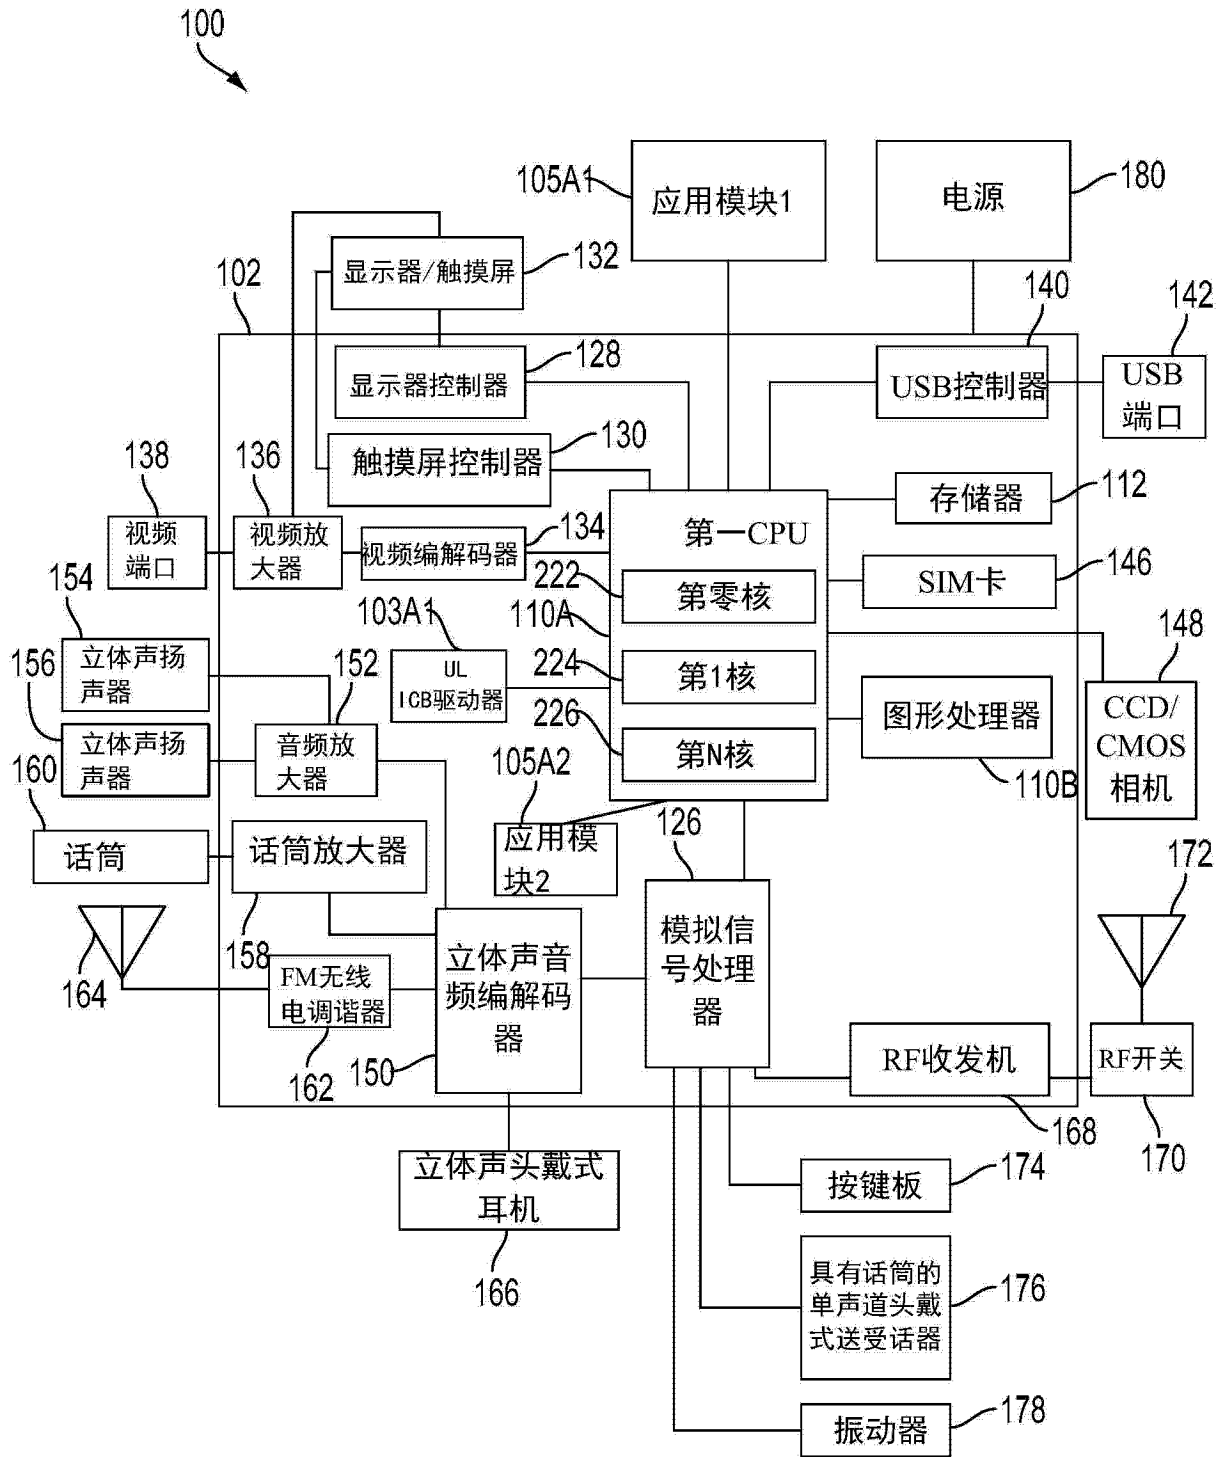 100
105A1
应用模块1
电源
180
显示器/触摸屏
132
102
140
142
128
显示器控制器
USB控制器
USB
端口
130
触摸屏控制器
138
136
112
存储器
134
第一CPU
视频
端口
视频放
大器
视频编解码器
222
第零核
SIM卡
146
154
103A1
110A
148
156
立体声扬
声器
152
UL
ICB驱动器
224
第1核
图形处理器
CCD/
CMOS
相机
立体声扬
声器
音频放
大器
226
第N核
160
105A2
110B
126
话筒
话筒放大器
应用模
块2
172
158
模拟信
号处理
器
164
FM无线
电调谐器
立体声音
频编解码
器
162
150
RF收发机
RF开关
168
170
立体声头戴式
耳机
166
按键板
174
具有话筒的
单声道头戴
式送受话器
176
振动器
178